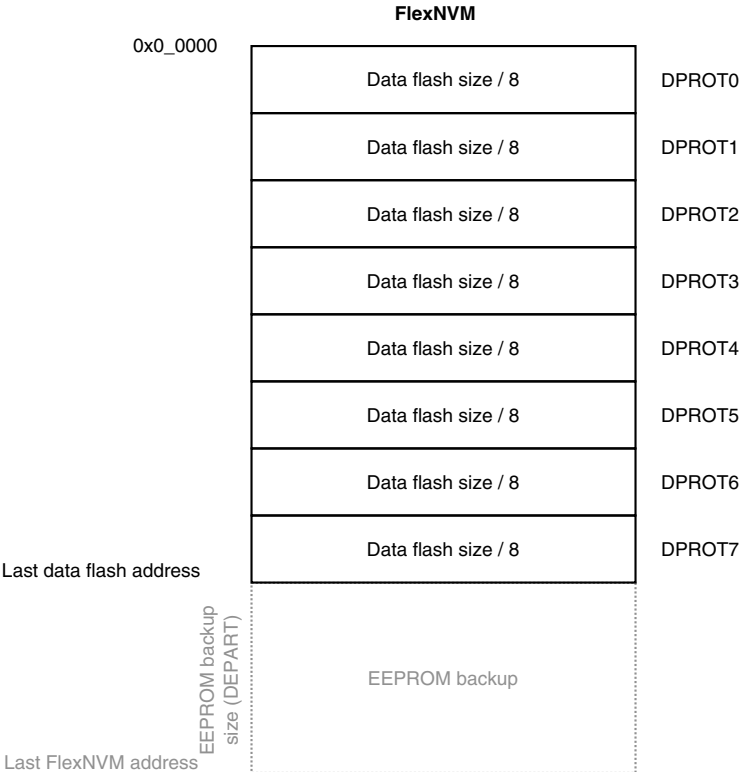 FlexNVM
0x0_0000
Data flash size / 8
DPROT0
Data flash size / 8
DPROT1
Data flash size / 8
DPROT2
Data flash size / 8
DPROT3
Data flash size / 8
DPROT4
Data flash size / 8
DPROT5
Data flash size / 8
DPROT6
Data flash size / 8
DPROT7
Last data flash address
EEPROM backup
size (DEPART)
EEPROM backup
Last FlexNVM address